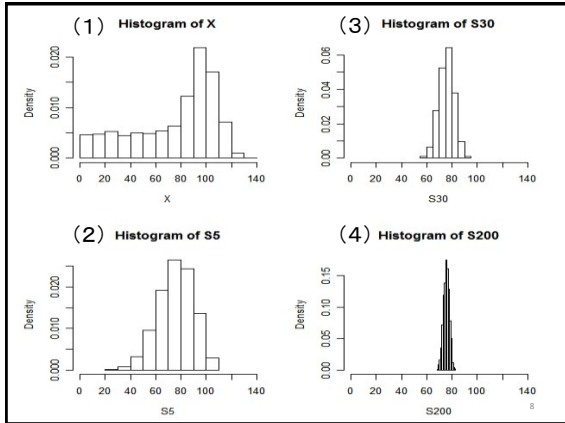 (1) Histogram of X
Density
0.000 0.010 0.020
0 20 40 60 80 100 140
X
(3) Histogram of S30
Density
0.00 0.02 0.04 0.06
0 20 40 60 80 100 140
S30
(2) Histogram of S5
Density
0.000 0.010 0.020
0 20 40 60 80 100 140
S5
(4) Histogram of S200
Density
0.00 0.05 0.10 0.15
0 20 40 60 80 100 140
S200
8